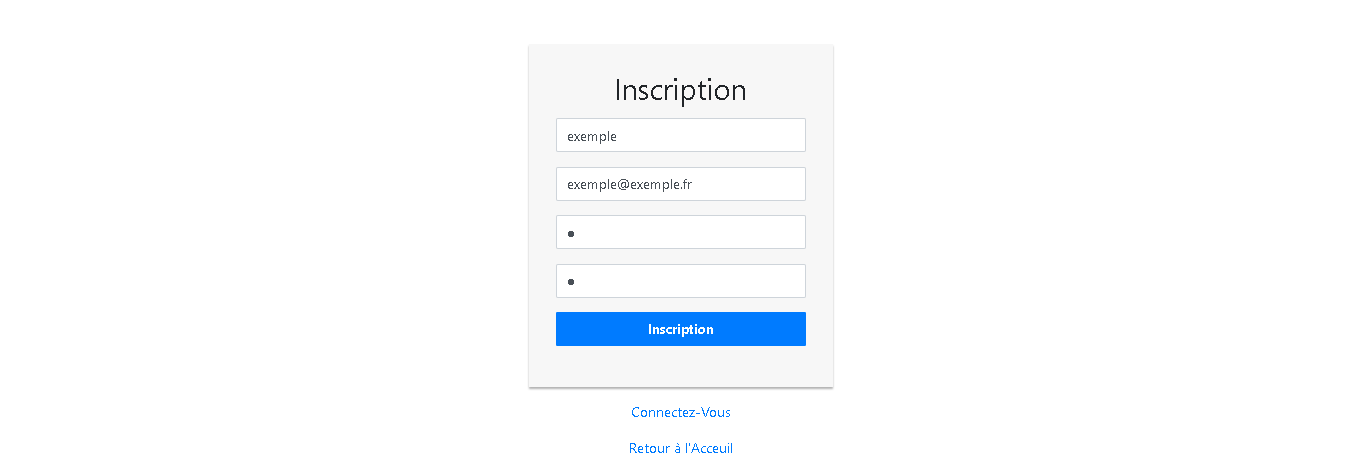 Inscription
exemple
exemple@exemple.fr
●
●
Inscription
Connectez-Vous
Retour à l'Acceuil